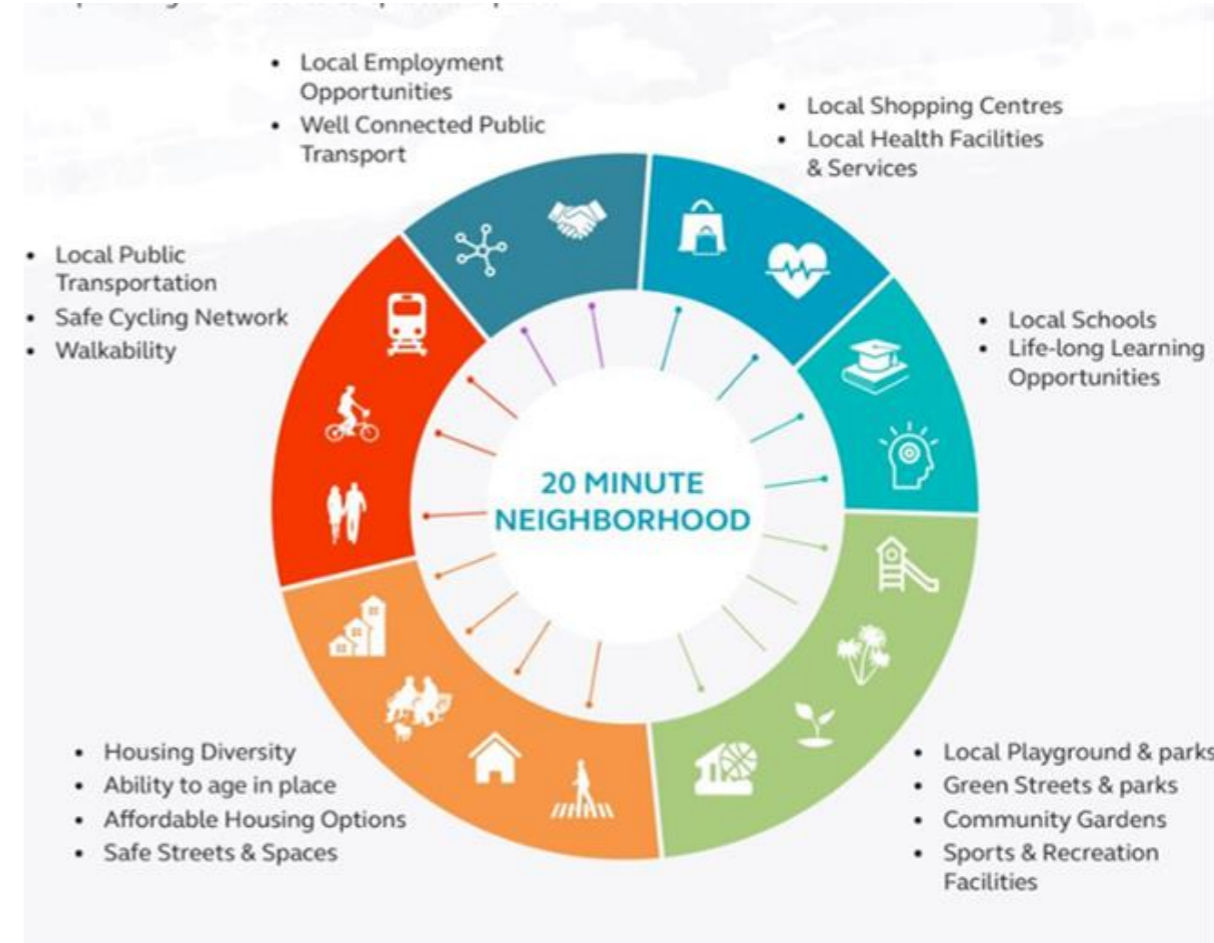 • Local Employment
Opportunities
• Well Connected Public
Transport
• Local Shopping Centres
• Local Health Facilities
& Services
• Local Public
Transportation
• Safe Cycling Network
• Walkability
• Local Schools
• Life-long Learning
Opportunities
20 MINUTE
NEIGHBORHOOD
• Housing Diversity
• Ability to age in place
• Affordable Housing Options
• Safe Streets & Spaces
• Local Playground & parks
• Green Streets & parks
• Community Gardens
• Sports & Recreation
Facilities